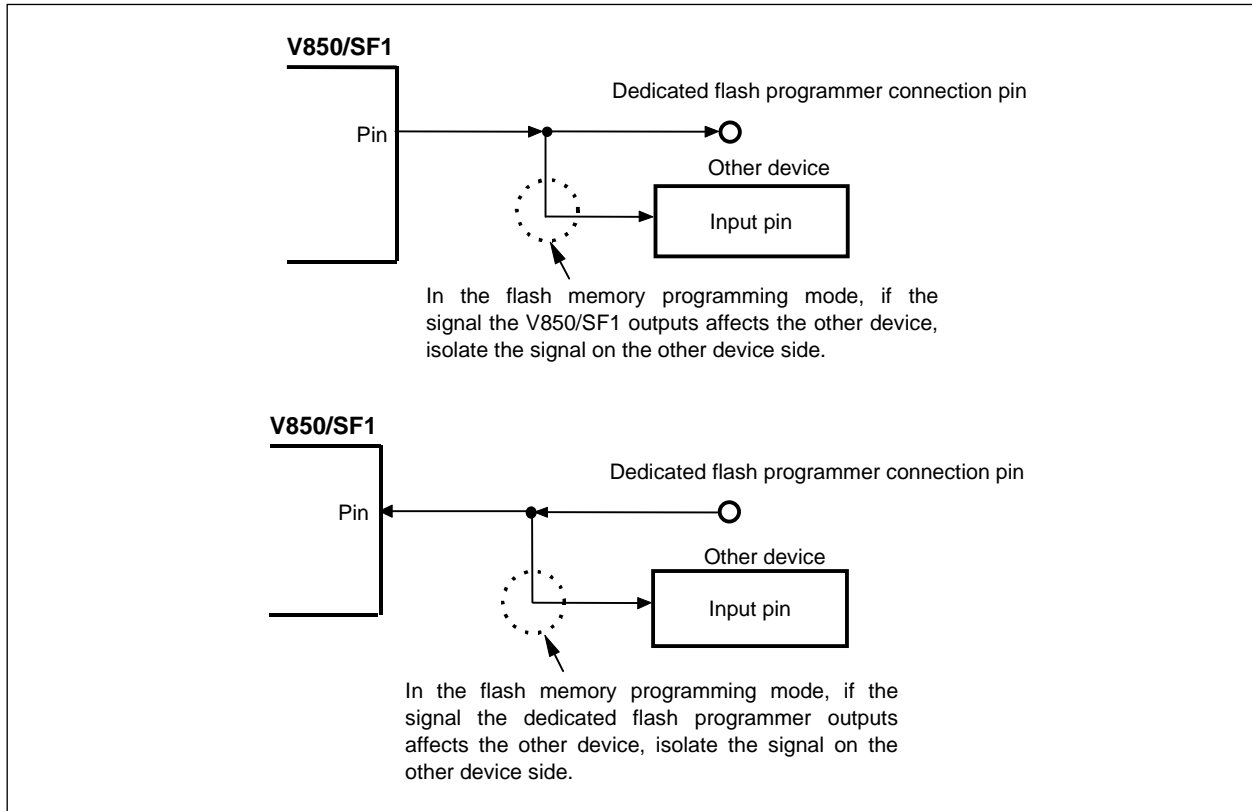 V850/SF1
Dedicated flash programmer connection pin
Pin
Other device
Input pin
In the flash memory programming mode, if the
signal the V850/SF1 outputs affects the other device,
isolate the signal on the other device side.
V850/SF1
Dedicated flash programmer connection pin
Pin
Other device
Input pin
In the flash memory programming mode, if the
signal the dedicated flash programmer outputs
affects the other device, isolate the signal on the
other device side.